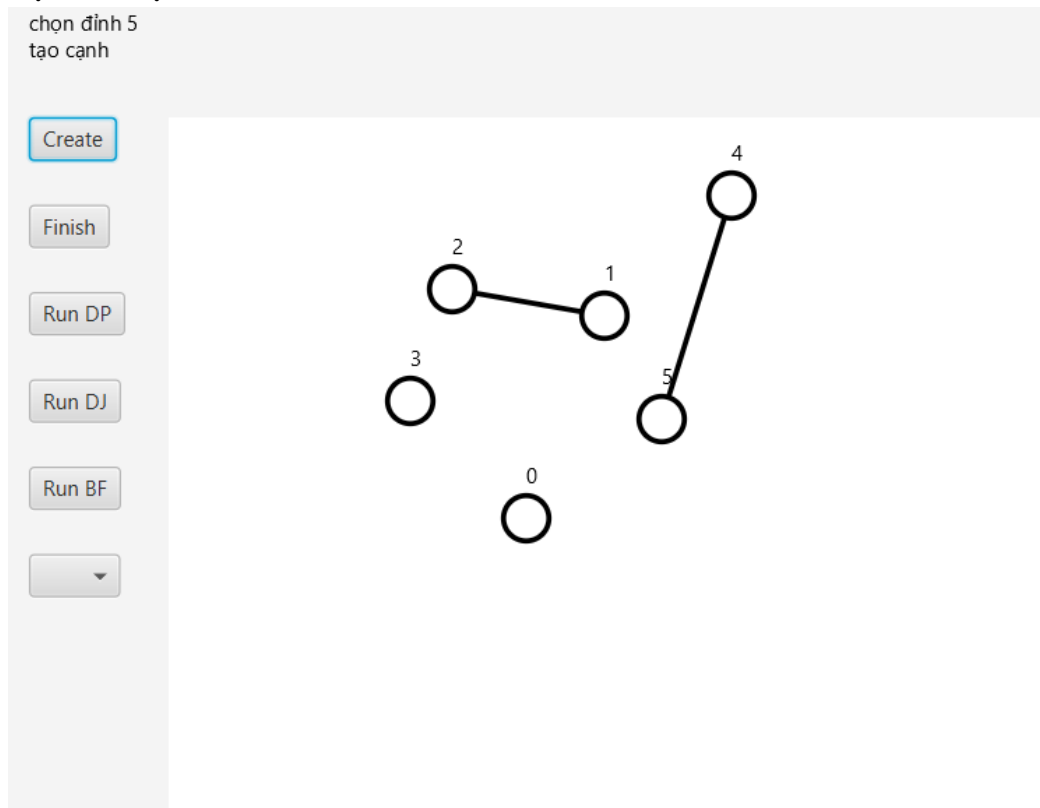 chọn đỉnh 5
tạo cạnh
Create
4
Finish
2
1
Run DP
3
5
Run DJ
0
Run BF